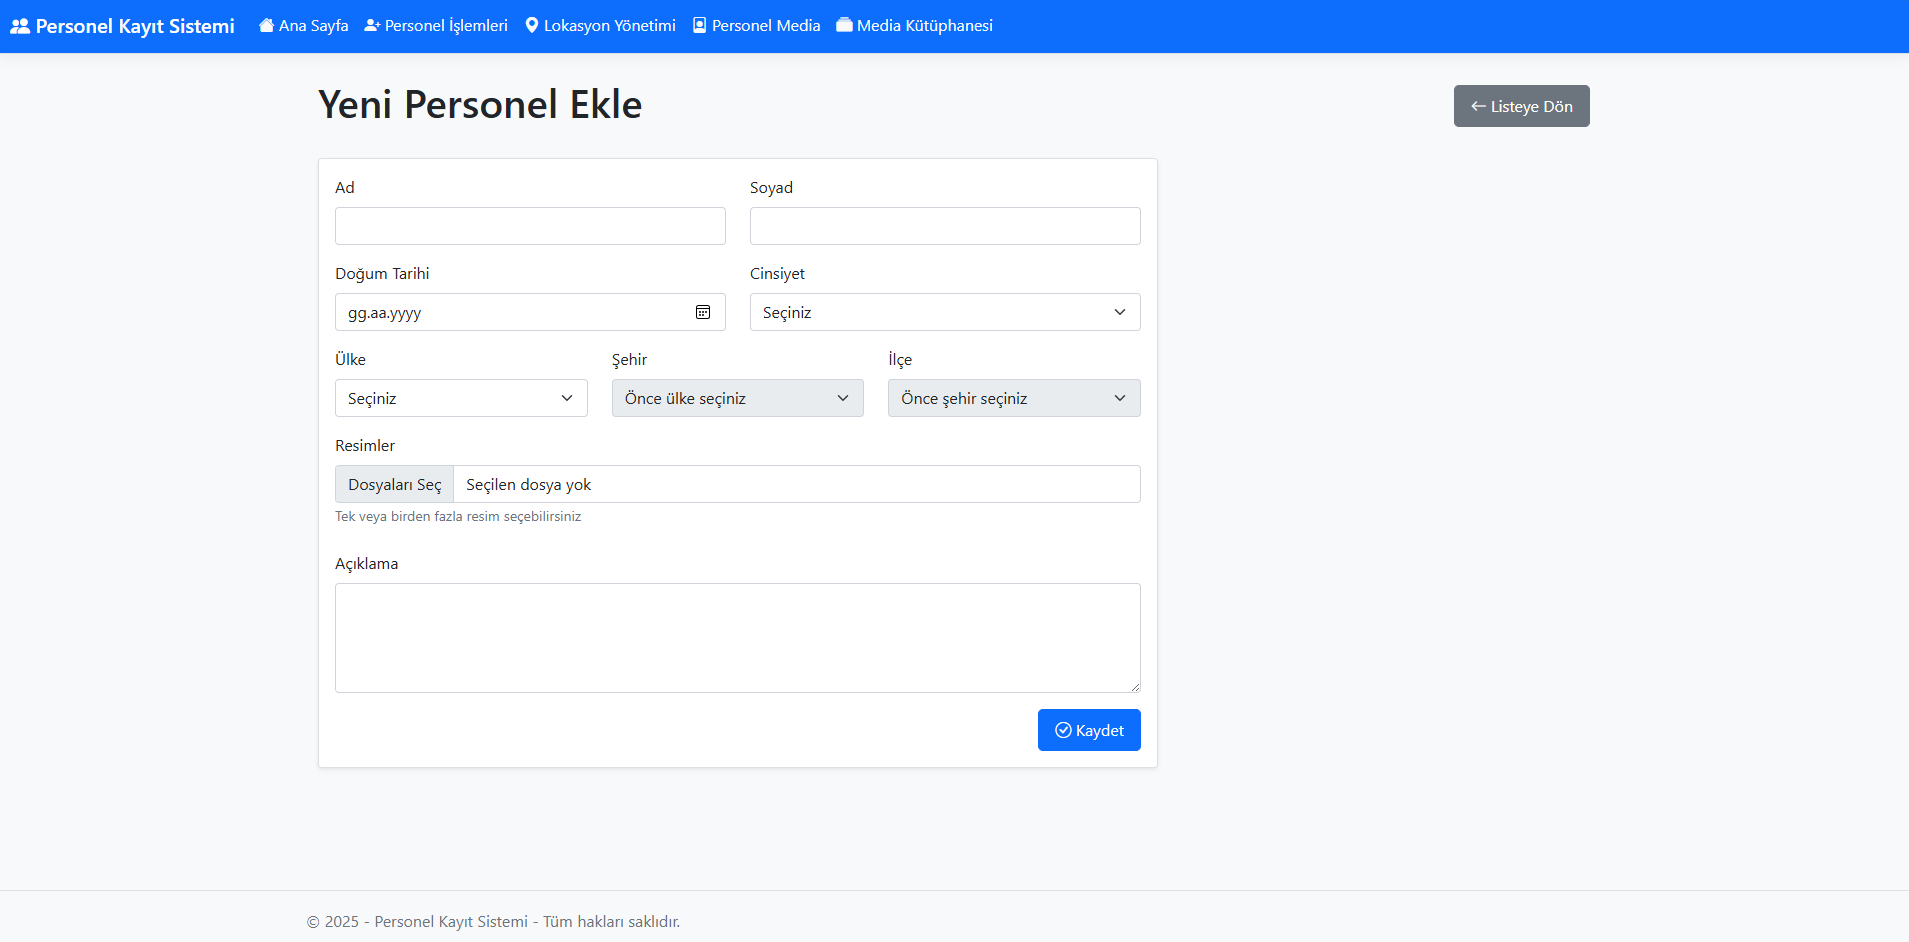 Personel Kayıt Sistemi Ana Sayfa Personel İşlemleri Lokasyon Yönetimi Personel Media Media Kütüphanesi
Yeni Personel Ekle
Listeye Dön
Ad Soyad
Doğum Tarihi Cinsiyet
gg.aa.yyyy Seçiniz
Ülke Şehir İlçe
Seçiniz Önce ülke seçiniz Önce şehir seçiniz
Resimler
Dosyaları Seç Seçilen dosya yok
Tek veya birden fazla resim seçebilirsiniz
Açıklama
Kaydet
© 2025 - Personel Kayıt Sistemi - Tüm hakları saklıdır.